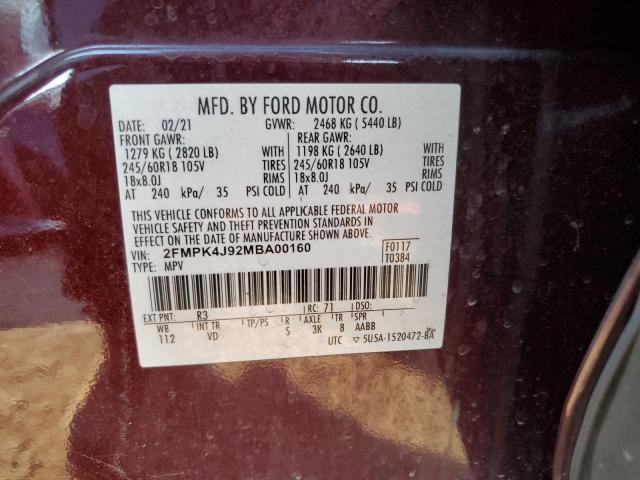 MFD. BY FORD MOTOR CO.
DATE: 02/21 GVWR: 2468 KG ( 5440 LB)
FRONT GAWR: REAR GAWR:
1279 KG ( 2820 LB) WITH 1198 KG ( 2640 LB) WITH
245/60R18 105V TIRES 245/60R18 105V TIRES
18x8.0J RIMS 18x8.0J RIMS
AT 240 kPa/ 35 PSI COLD AT 240 kPa/ 35 PSI COLD
THIS VEHICLE CONFORMS TO ALL APPLICABLE FEDERAL MOTOR
VEHICLE SAFETY AND THEFT PREVENTION STANDARDS
IN EFFECT ON THE DATE OF MANUFACTURE SHOWN ABOVE.
VIN: 2FMPK4J92MBA00160 F0117
TYPE: MPV T0384
EXT PNT: R3 RC: 71 DSO:
WB INT TR TP/PS R AXLE TR SPR
112 VD S 3K 8 AABB
UTC ▽ 5U5A-1520472-BA